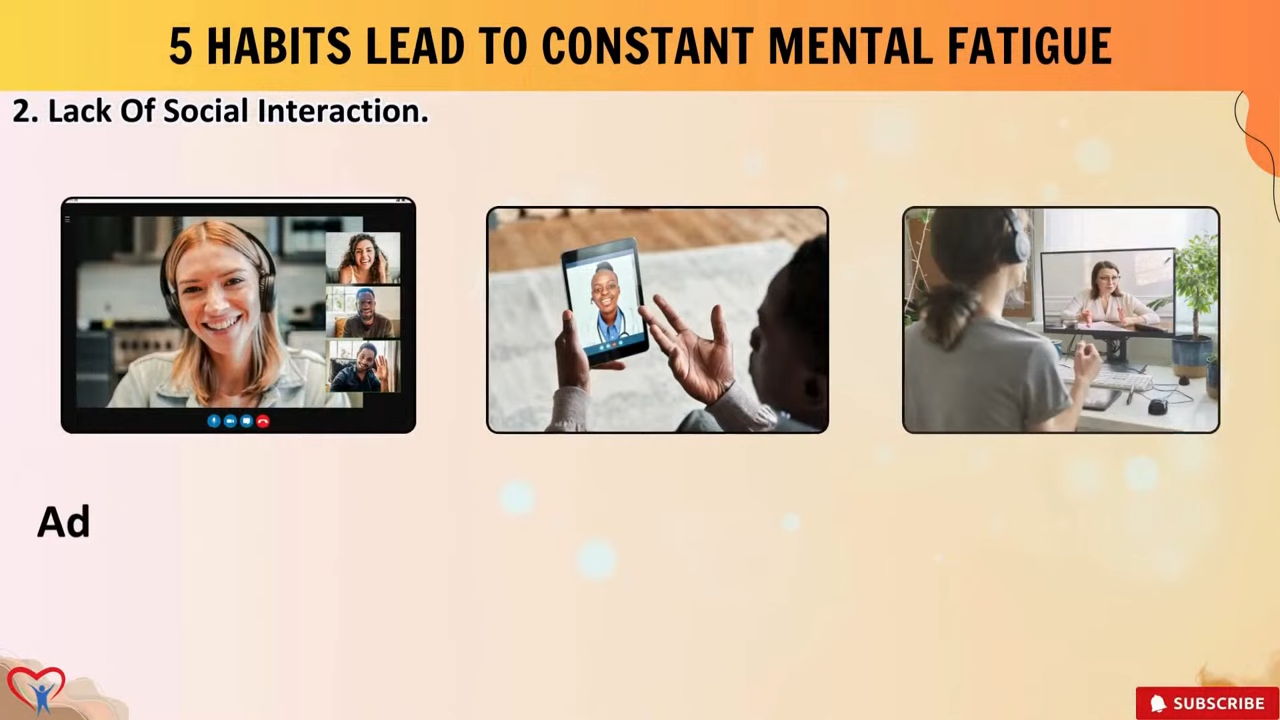 5 HABITS LEAD TO CONSTANT MENTAL FATIGUE
2. Lack Of Social Interaction.
Ad
SUBSCRIBE